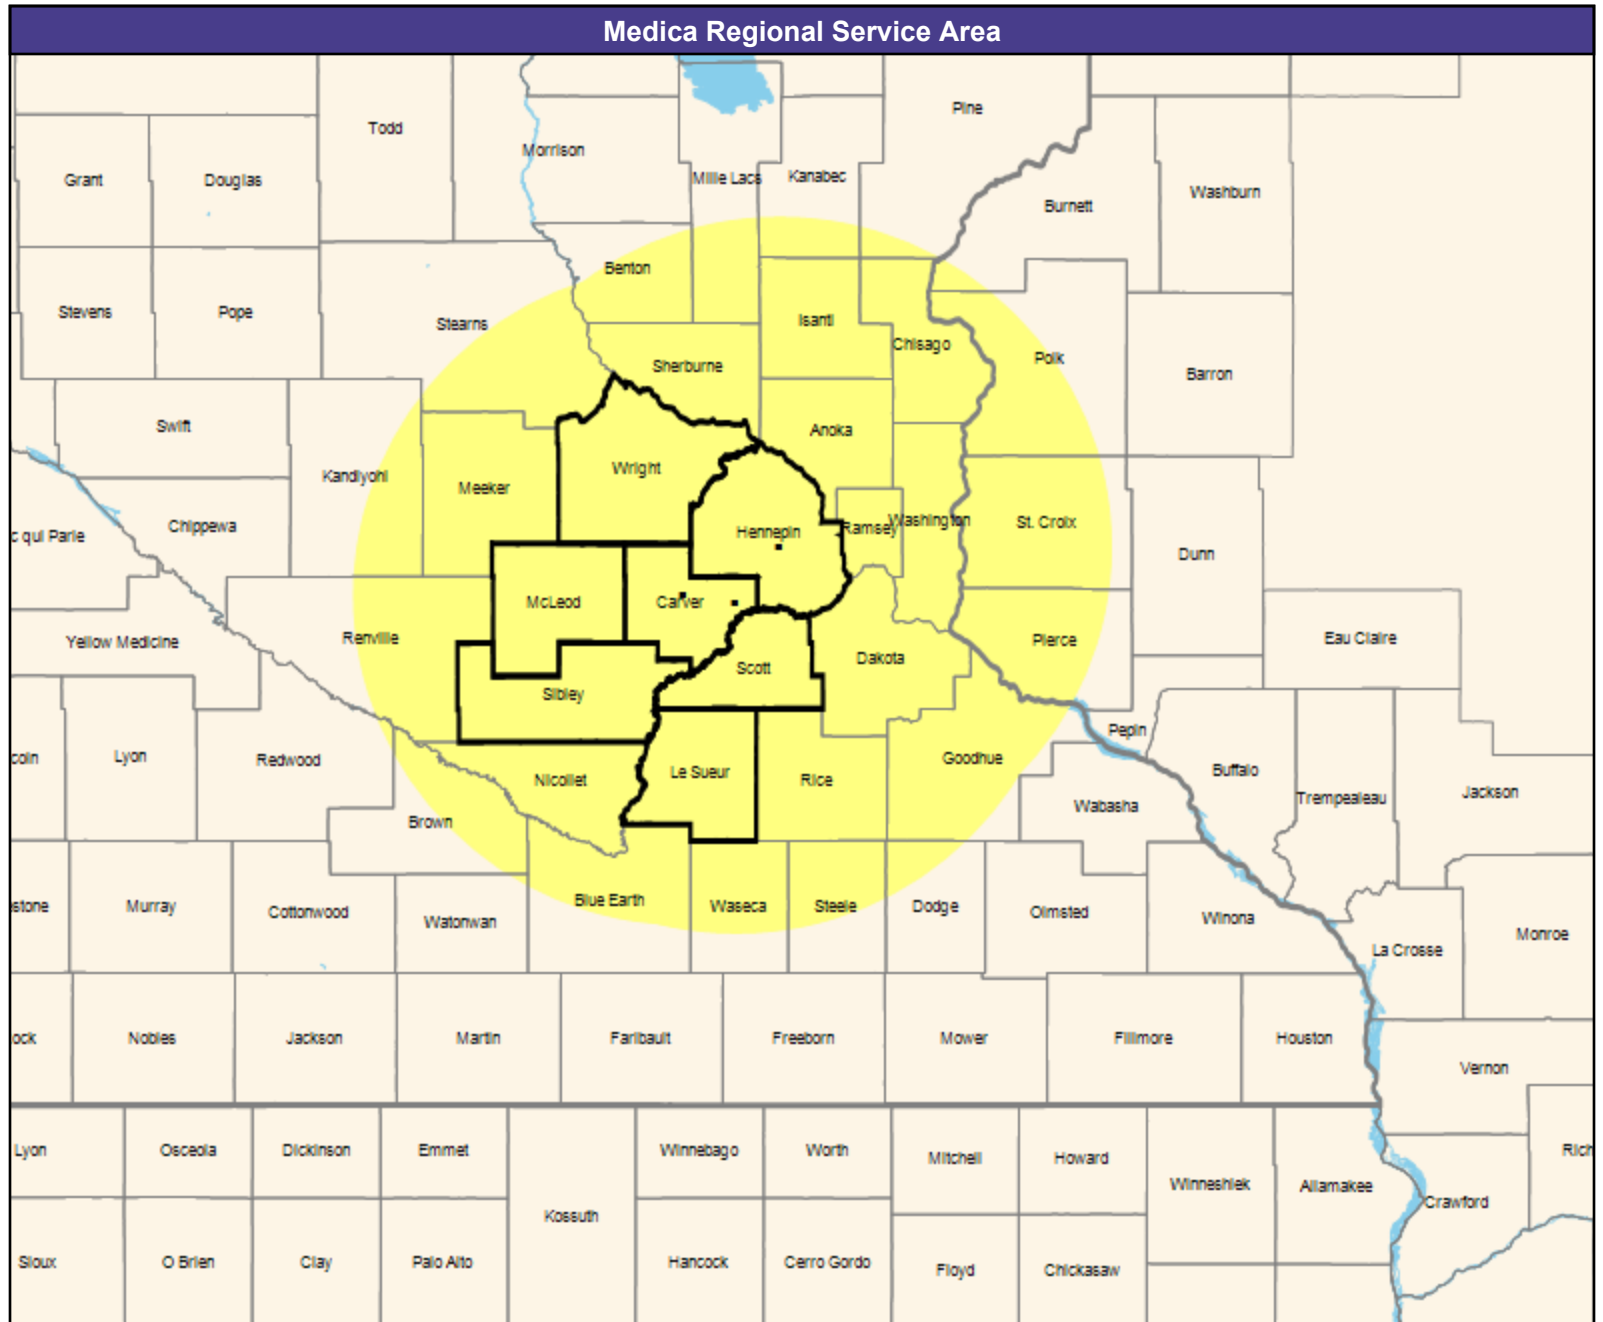 Medica Regional Service Area
Pine
Todd
Morrison
Mille Lacs
Kanabec
Grant
Douglas
Washburn
Burnett
Benton
Stevens
Pope
Stearns
Isanti
Chisago
Polk
Sherburne
Barron
Swift
Anoka
Wright
Kandiyohi
Meeker
Chippewa
Hennepin
Ramsey
Washington
St. Croix
c qui Parle
Dunn
McLeod
Carver
Yellow Medicine
Renville
Pierce
Eau Claire
Scott
Dakota
Sibley
Pepin
coln
Lyon
Redwood
Goodhue
Le Sueur
Buffalo
Nicollet
Rice
Trempealeau
Jackson
Wabasha
Brown
Blue Earth
stone
Murray
Cottonwood
Waseca
Steele
Dodge
Olmsted
Winona
Watonwan
Monroe
La Crosse
ock
Nobles
Jackson
Martin
Faribault
Freeborn
Mower
Fillmore
Houston
Vernon
Lyon
Osceola
Dickinson
Emmet
Winnebago
Worth
Mitchell
Howard
Rich
Winneshiek
Allamakee
Crawford
Kossuth
Sioux
O Brien
Clay
Palo Alto
Hancock
Cerro Gordo
Floyd
Chickasaw